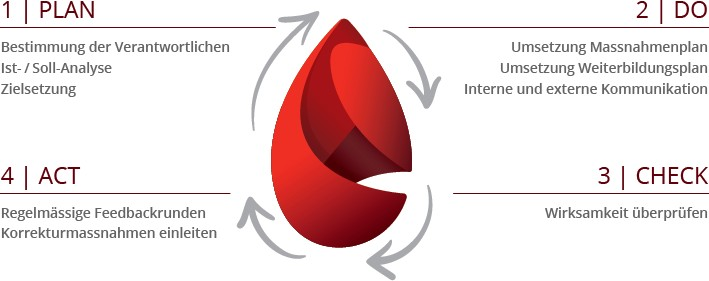 1 | PLAN
Bestimmung der Verantwortlichen
Ist- / Soll-Analyse
Zielsetzung
2 | DO
Umsetzung Massnahmenplan
Umsetzung Weiterbildungsplan
Interne und externe Kommunikation
4 | ACT
Regelmässige Feedbackrunden
Korrekturmassnahmen einleiten
3 | CHECK
Wirksamkeit überprüfen